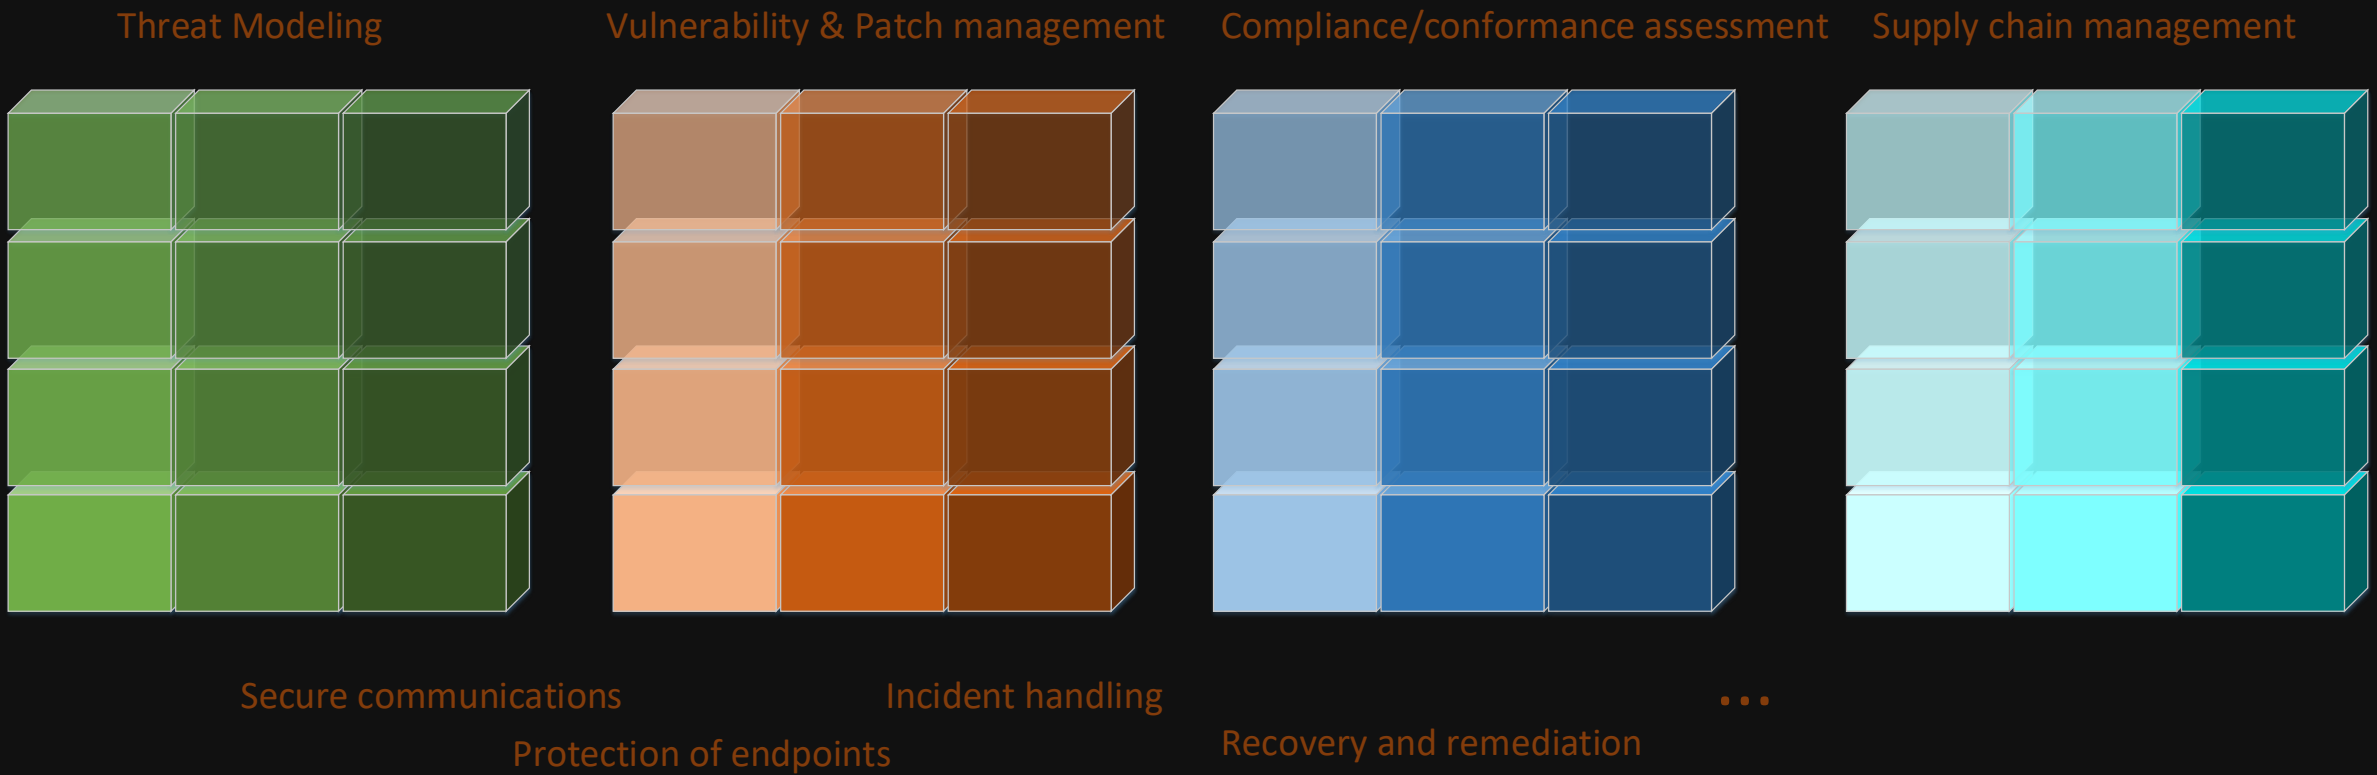 Threat Modeling
Vulnerability & Patch management
Compliance/conformance assessment
Supply chain management
Secure communications
Incident handling
...
Protection of endpoints
Recovery and remediation